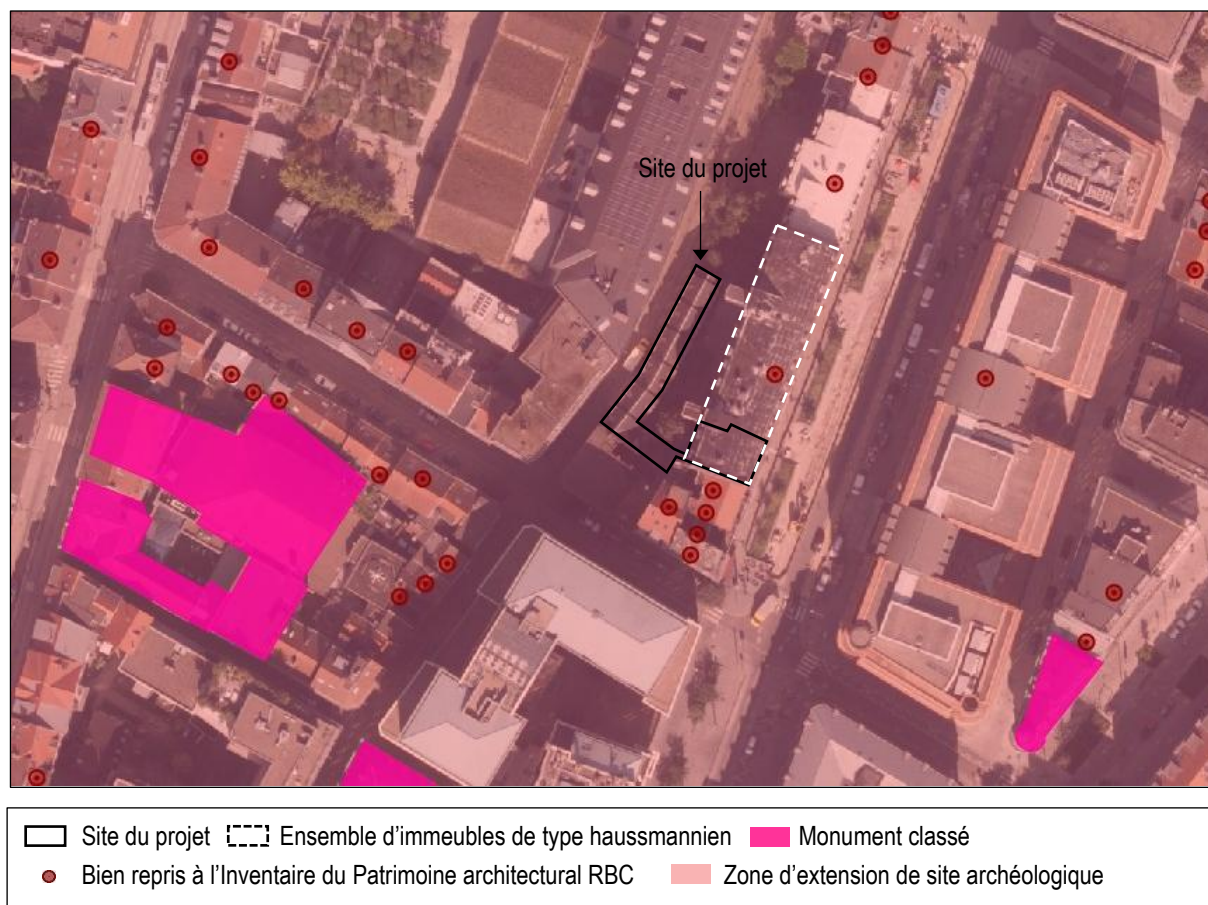 Site du projet
Site du projet Ensemble d'immeubles de type haussmannien Monument classé
Bien repris à l'Inventaire du Patrimoine architectural RBC Zone d'extension de site archéologique